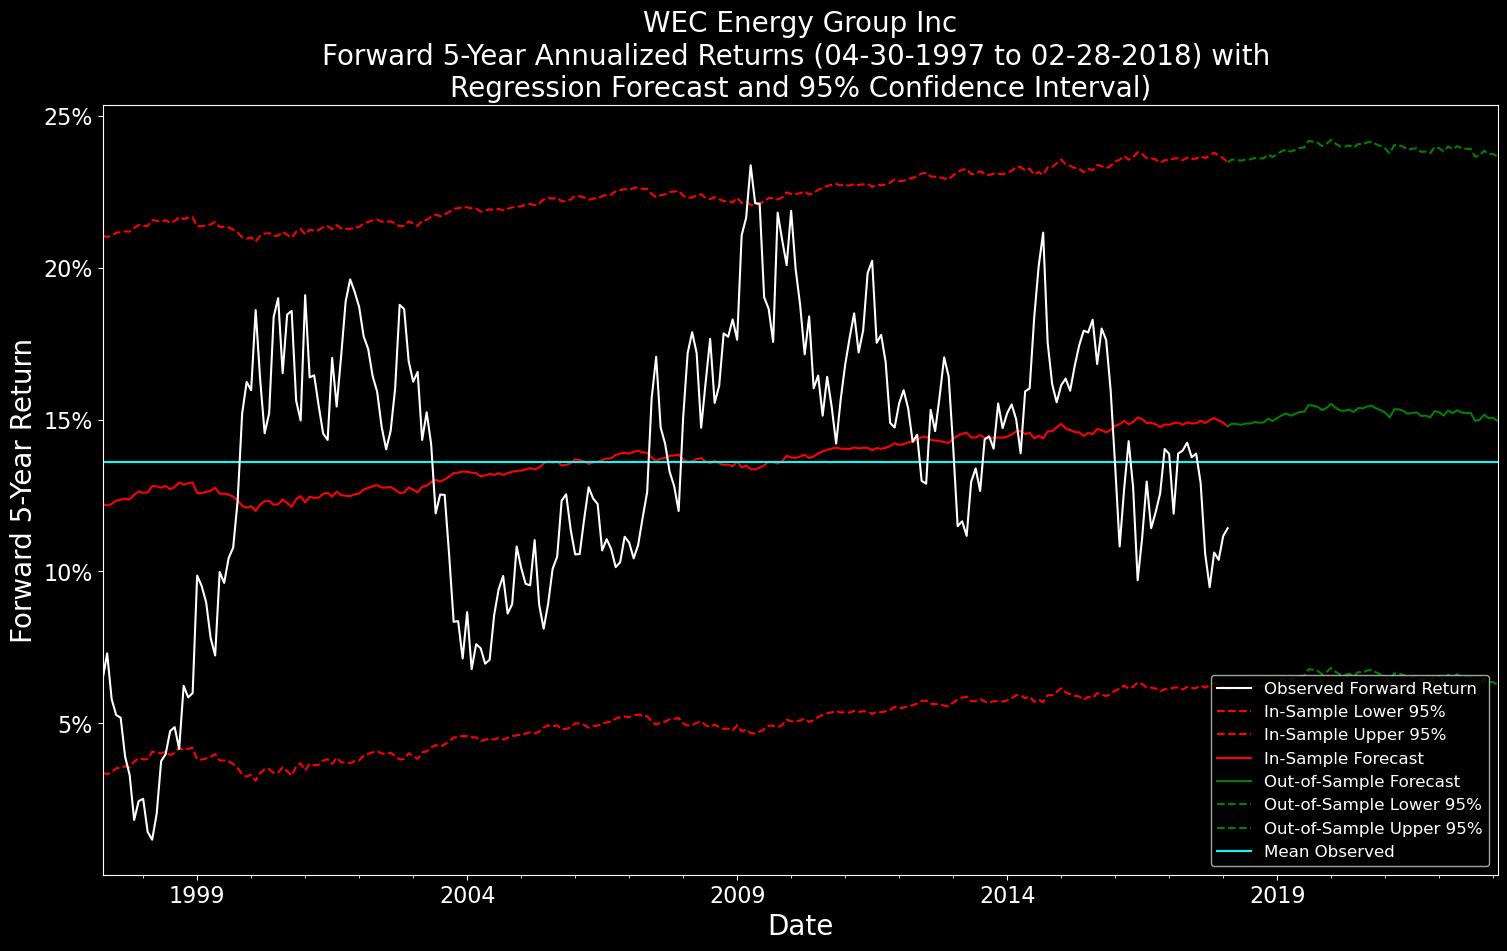 WEC Energy Group Inc
Forward 5-Year Annualized Returns (04-30-1997 to 02-28-2018) with
Regression Forecast and 95% Confidence Interval)
25%
20%
15%
10%
5%
Forward 5-Year Return
Observed Forward Return
In-Sample Lower 95%
In-Sample Upper 95%
In-Sample Forecast
Out-of-Sample Forecast
Out-of-Sample Lower 95%
Out-of-Sample Upper 95%
Mean Observed
1999
2004
2009
2014
2019
Date